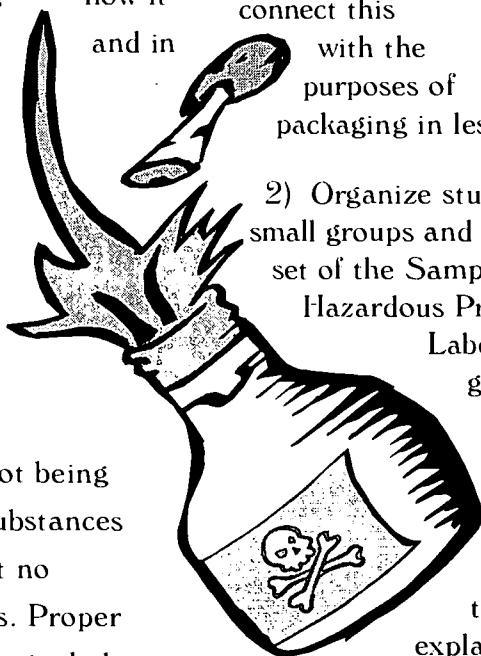 it
and in
ot being
ubstances
t no
s. Proper
connect this
with the
purposes of
packaging in les
2) Organize stu
small groups and
set of the Samp
Hazardous Pr
Labe
g
t
expla